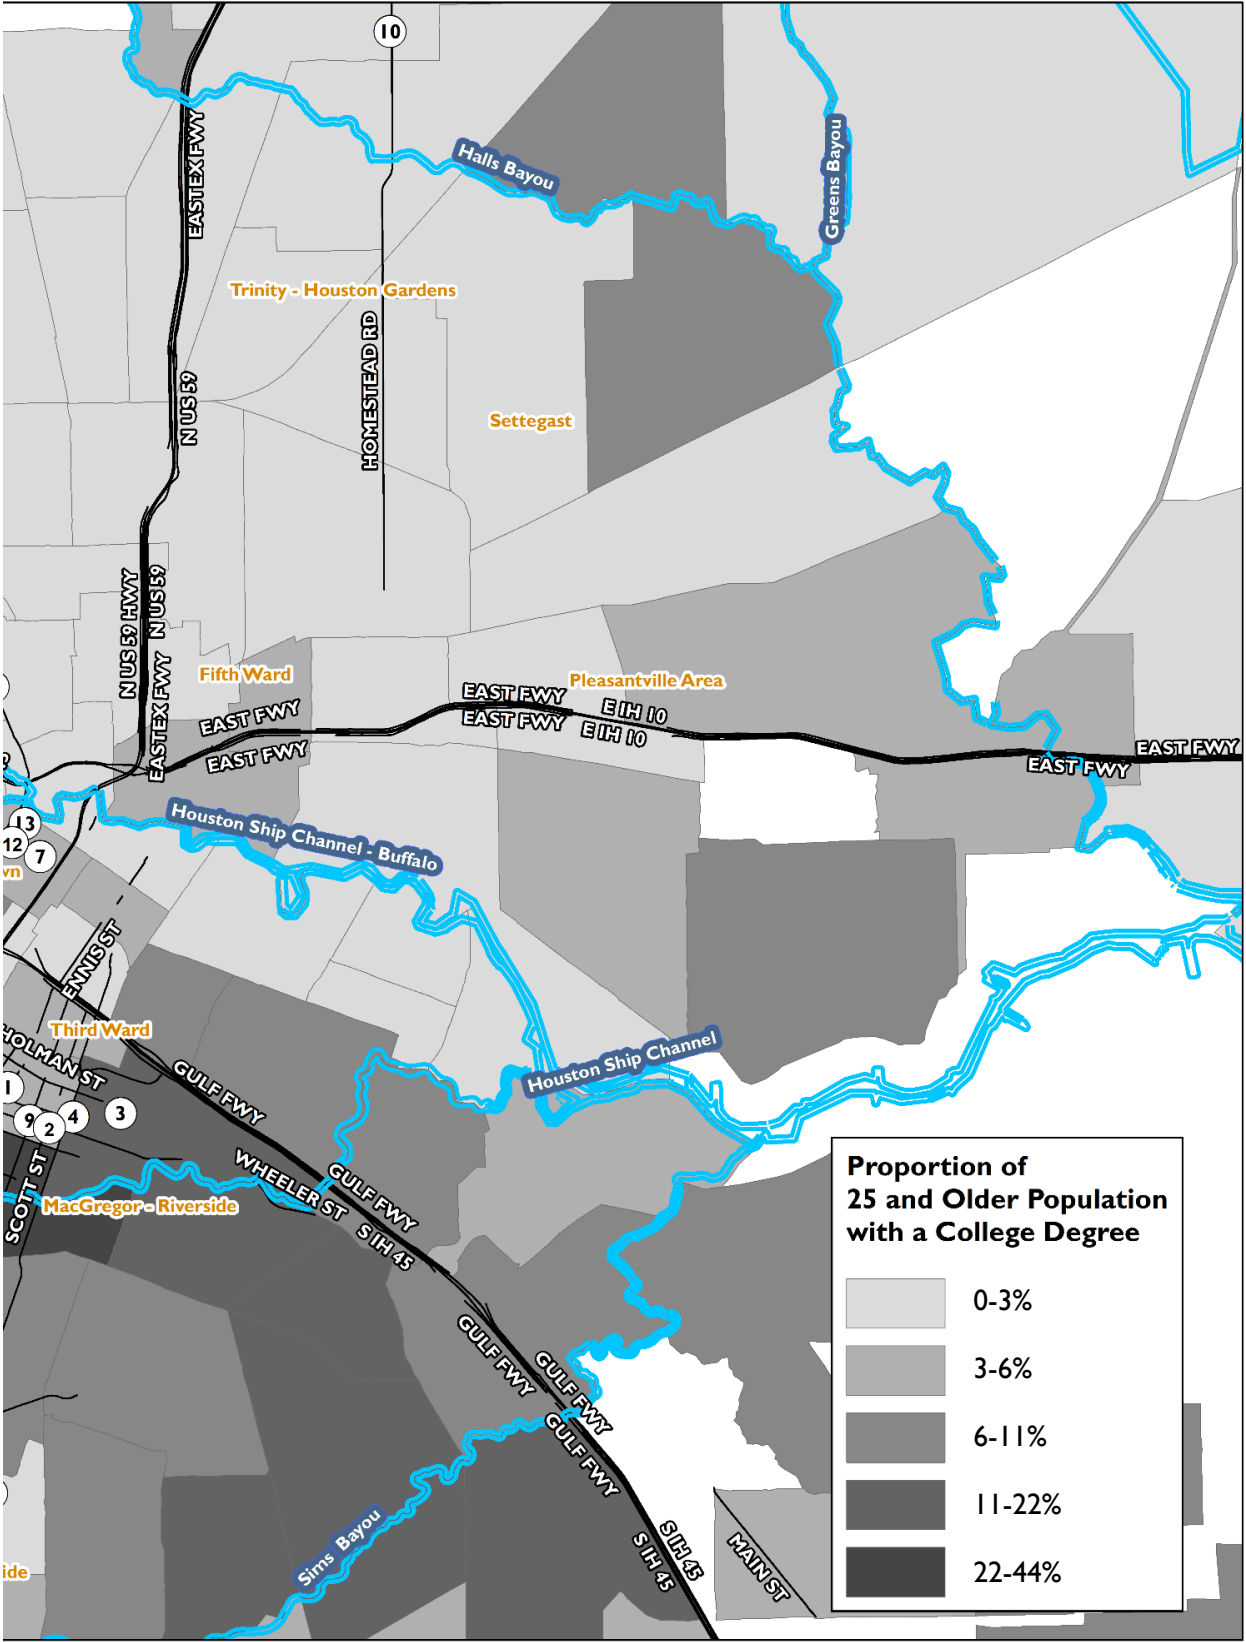 10
EASTEX FWY
Halls Bayou
Greens Bayou
Trinity - Houston Gardens
HOMESTEAD RD
N US 59
Settegast
N US 59 HWY
N US 59
EASTEX FWY
Fifth Ward
EAST FWY
EAST FWY
EAST FWY
EAST FWY
Pleasantville Area
E IH 10
E IH 10
EAST FWY
EAST FWY
Houston Ship Channel - Buffalo
13
12
7
wn
ENNIS ST
Third Ward
HOLMAN ST
GULF FWY
Houston Ship Channel
1
9
2
4
3
SCOTT ST
WHEELER ST
GULF FWY
S IH 45
MacGregor - Riverside
GULF FWY
GULF FWY
GULF FWY
Sims Bayou
S IH 45
S IH 45
MAIN ST
ide
Proportion of
25 and Older Population
with a College Degree
0-3%
3-6%
6-11%
11-22%
22-44%